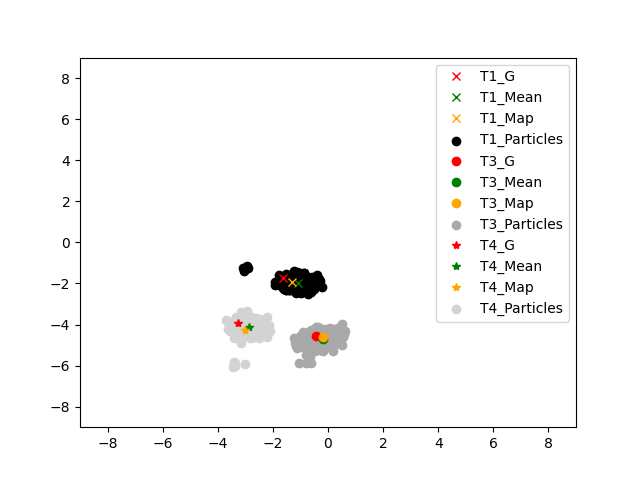 8
6
4
2
0
−2
−4
−6
−8
−8 −6 −4 −2 0 2 4 6 8
T1_G
T1_Mean
T1_Map
T1_Particles
T3_G
T3_Mean
T3_Map
T3_Particles
T4_G
T4_Mean
T4_Map
T4_Particles